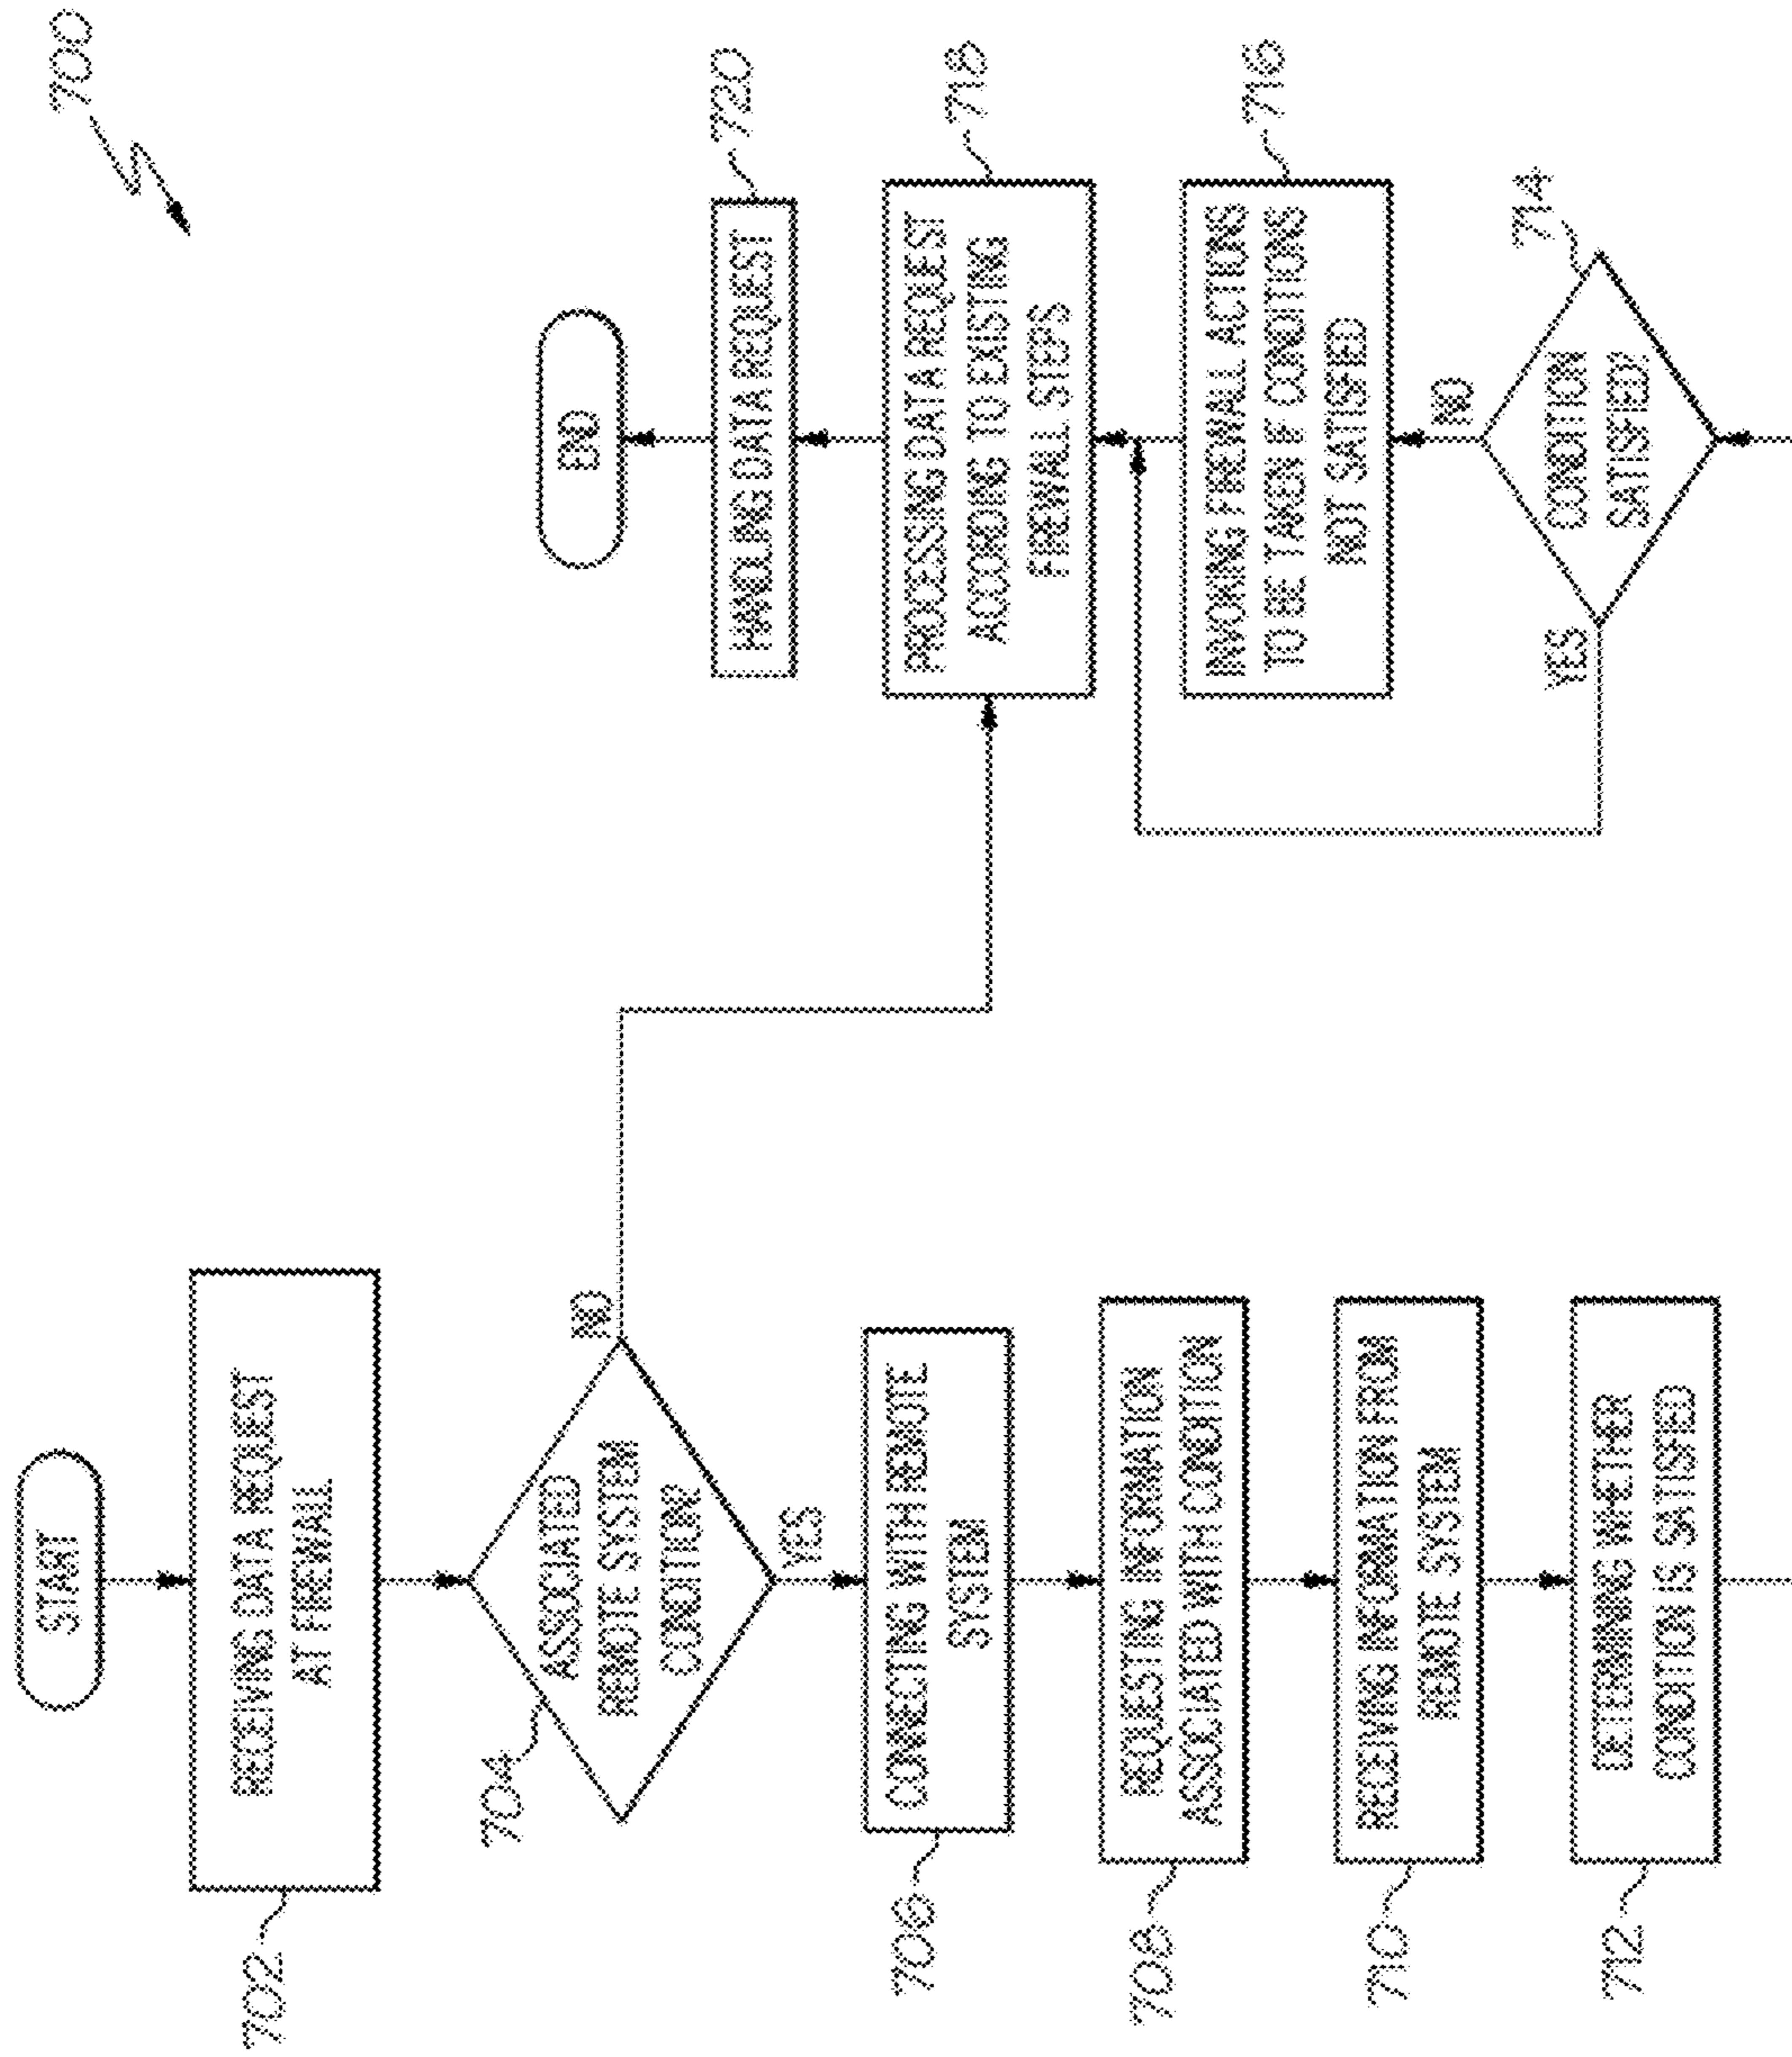 700
START
RECEIVING DATA REQUEST
AT FIREWALL
702
ASSOCIATED
REMOTE SYSTEM
CONDITION
704
NO
YES
CONNECTING WITH REMOTE
SYSTEM
706
REQUESTING INFORMATION
ASSOCIATED WITH CONDITION
708
RECEIVING INFORMATION FROM
REMOTE SYSTEM
710
DETERMINING WHETHER
CONDITION IS SATISFIED
712
CONDITION
SATISFIED
714
YES
NO
INVOKING FIREWALL ACTIONS
TO BE TAKEN IF CONDITIONS
NOT SATISFIED
716
PROCESSING DATA REQUEST
ACCORDING TO EXISTING
FIREWALL STEPS
718
HANDLING DATA REQUEST
720
END